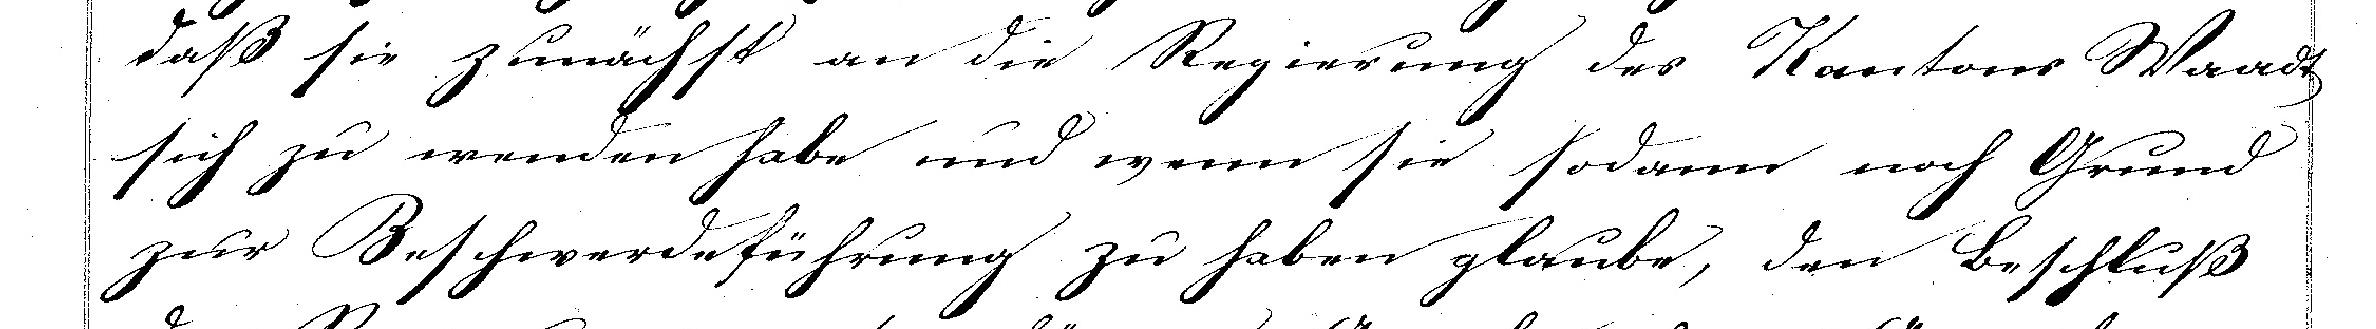 daß sie zunächst an die Regierung des Kantons Waadt
sich zu wenden habe und wenn sie sodann noch Grund
zur Beschwerdeführung zu haben glaube, den Beschluß